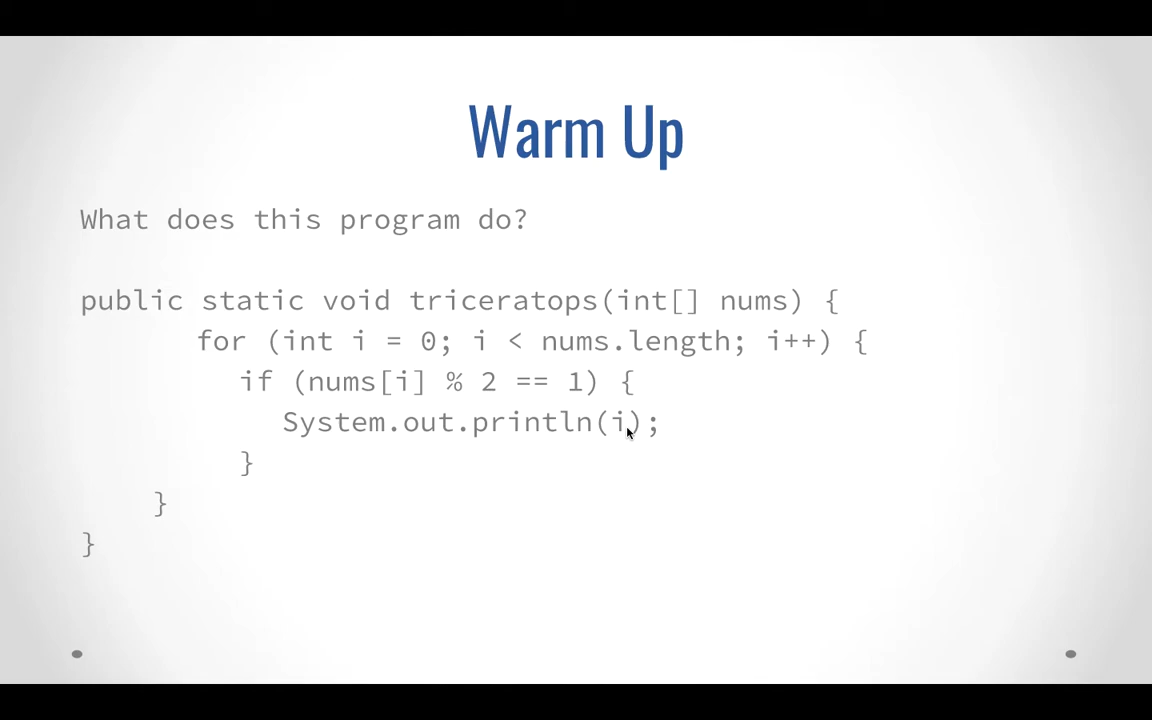 Warm Up
What does this program do?
public static void triceratops(int[] nums) {
for (int i = 0; i < nums.length; i++) {
if (nums[i] % 2 == 1) {
System.out.println(i);
}
}
}